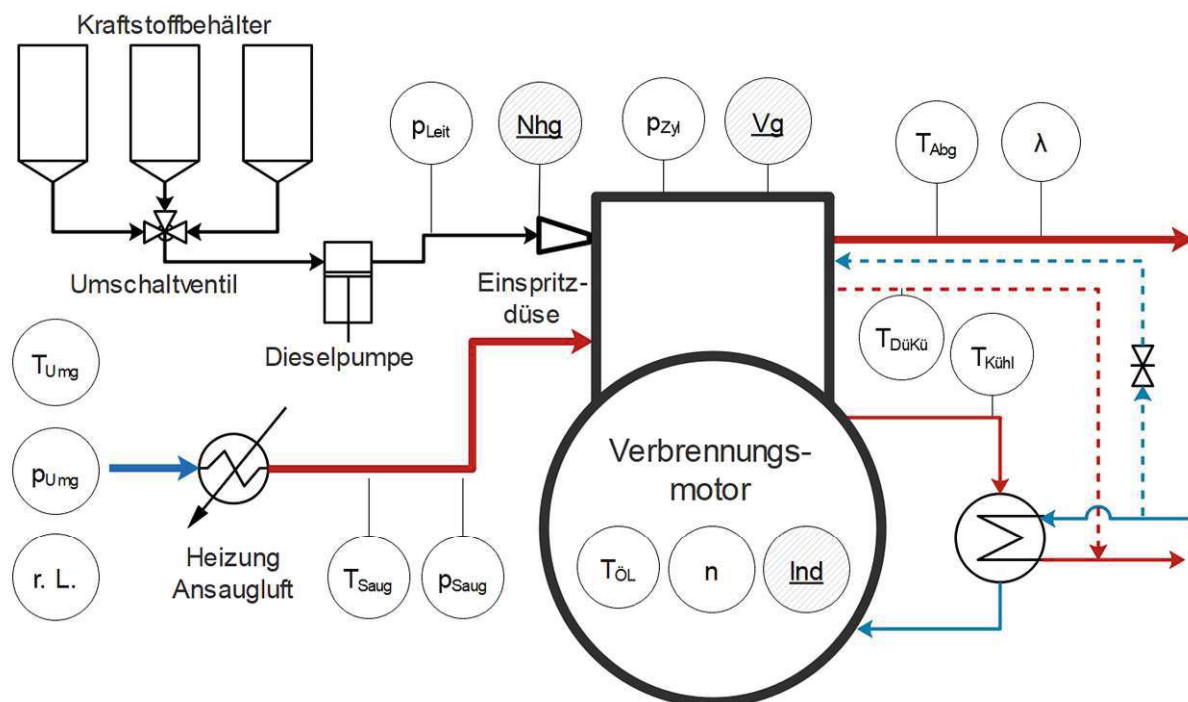 Kraftstoffbehälter
pLeit
Nhg
pZyl
Vg
TAbg
λ
Umschaltventil
Einspritz-
düse
Dieselpumpe
TUmg
TDüKü
TKühl
pUmg
Verbrennungs-
motor
Heizung
Ansaugluft
r. L.
TSaug
pSaug
TÖL
n
Ind